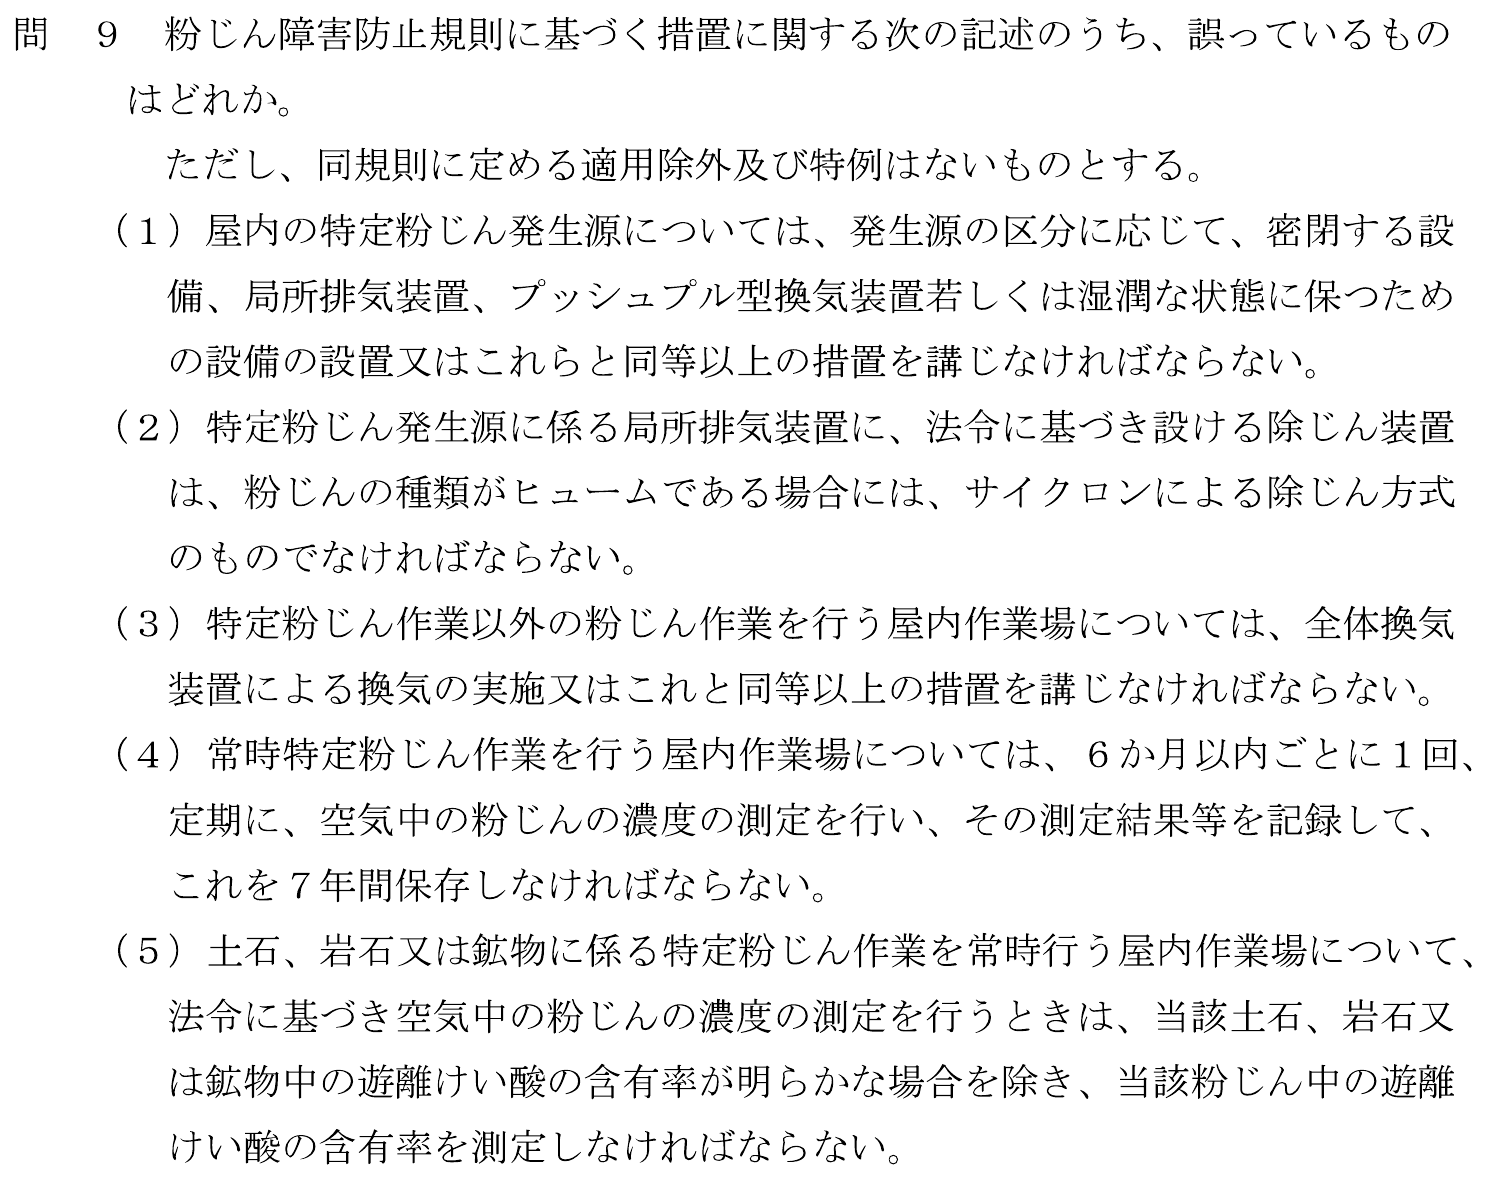 問　９　粉じん障害防止規則に基づく措置に関する次の記述のうち、誤っているもの
はどれか。
ただし、同規則に定める適用除外及び特例はないものとする。
（１）屋内の特定粉じん発生源については、発生源の区分に応じて、密閉する設
備、局所排気装置、プッシュプル型換気装置若しくは湿潤な状態に保つため
の設備の設置又はこれらと同等以上の措置を講じなければならない。
（２）特定粉じん発生源に係る局所排気装置に、法令に基づき設ける除じん装置
は、粉じんの種類がヒュームである場合には、サイクロンによる除じん方式
のものでなければならない。
（３）特定粉じん作業以外の粉じん作業を行う屋内作業場については、全体換気
装置による換気の実施又はこれと同等以上の措置を講じなければならない。
（４）常時特定粉じん作業を行う屋内作業場については、６か月以内ごとに１回、
定期に、空気中の粉じんの濃度の測定を行い、その測定結果等を記録して、
これを７年間保存しなければならない。
（５）土石、岩石又は鉱物に係る特定粉じん作業を常時行う屋内作業場について、
法令に基づき空気中の粉じんの濃度の測定を行うときは、当該土石、岩石又
は鉱物中の遊離けい酸の含有率が明らかな場合を除き、当該粉じん中の遊離
けい酸の含有率を測定しなければならない。